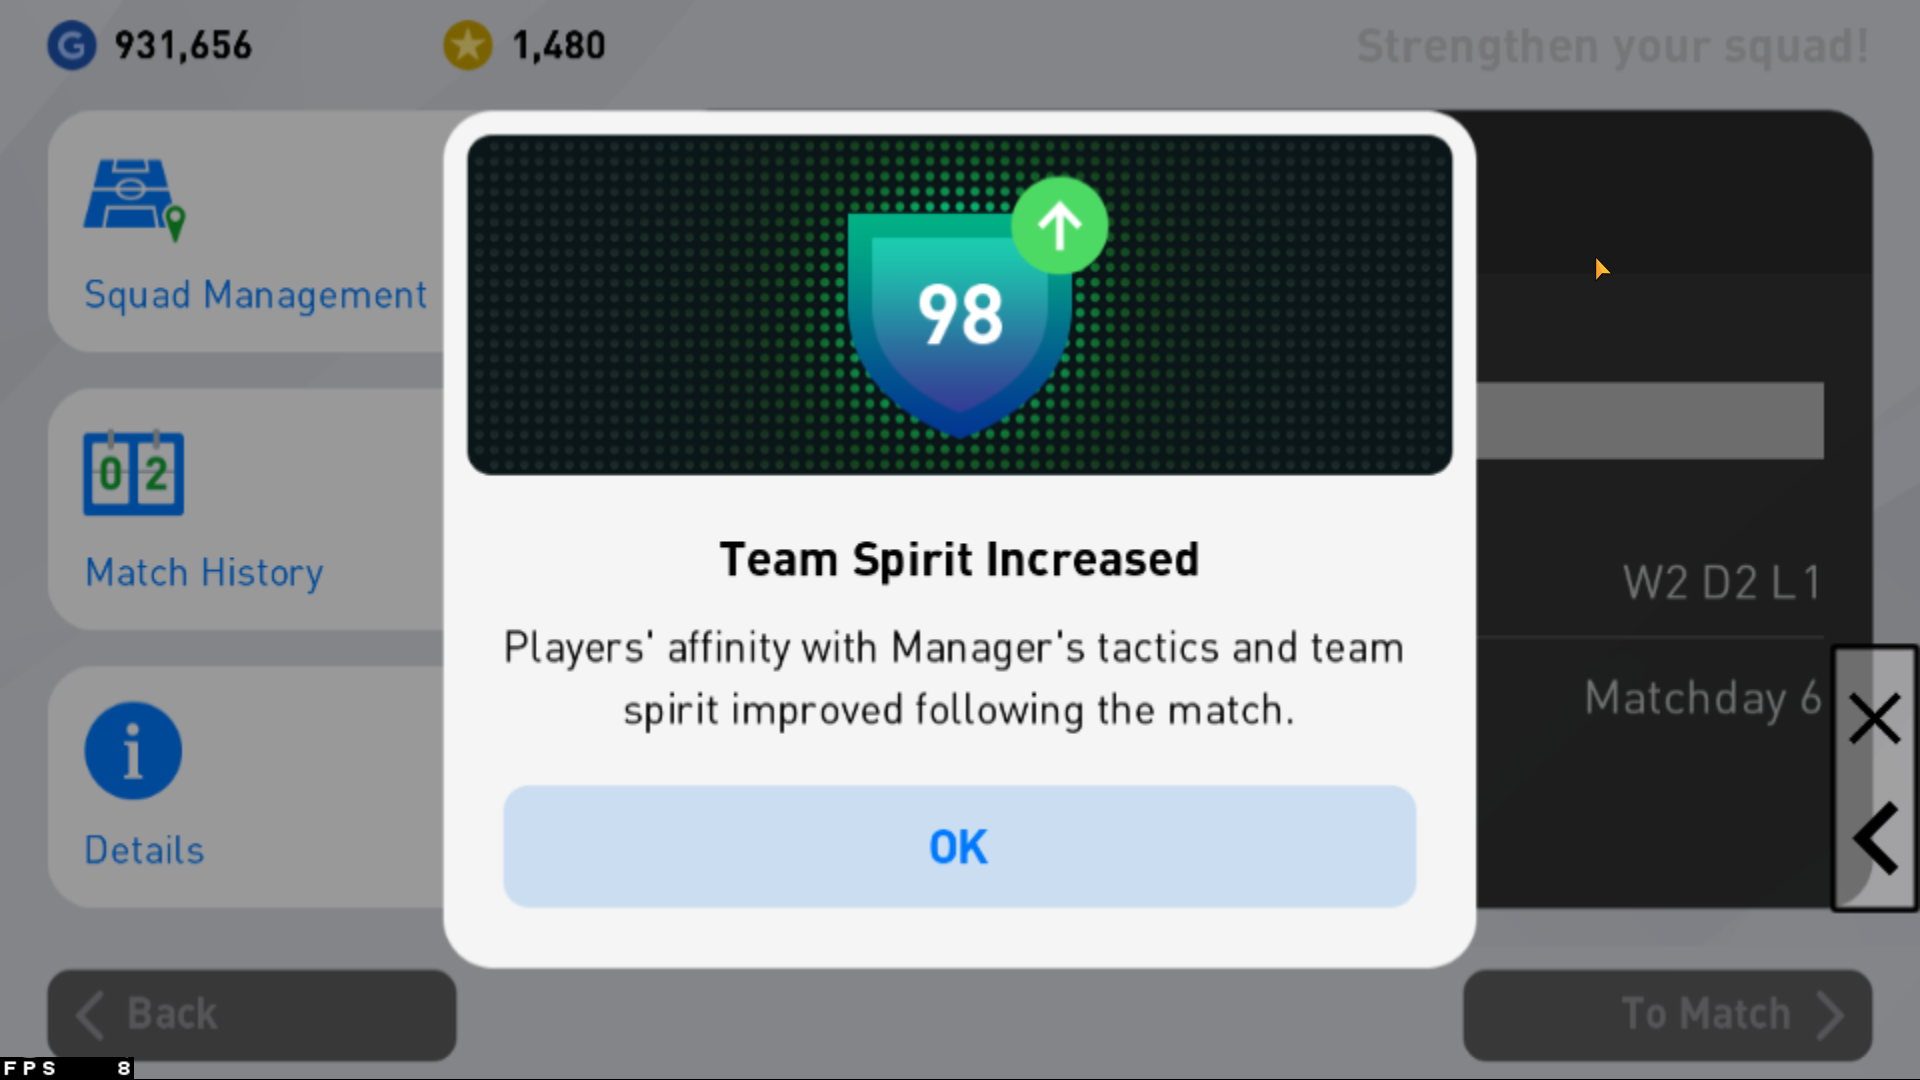 G 931,656
1,480
Strengthen your squad!
Squad Management
98
0 2
Match History
Team Spirit Increased
Players' affinity with Manager's tactics and team
spirit improved following the match.
W2 D2 L1
Matchday 6
i
Details
OK
Back
To Match
FPS 8